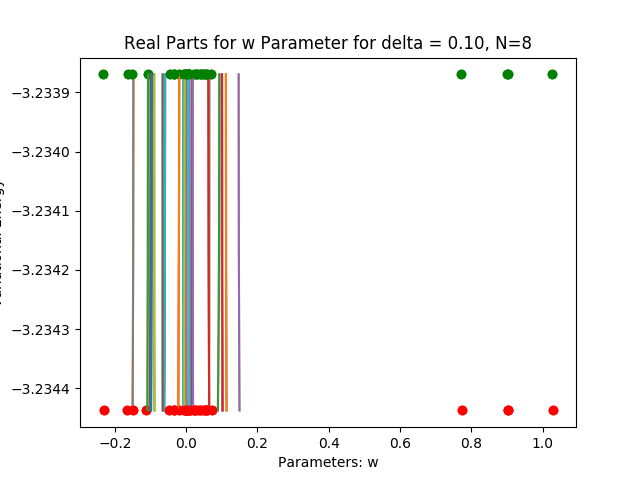 Real Parts for w Parameter for delta = 0.10, N=8
−3.2339
−3.2340
−3.2341
−3.2342
−3.2343
−3.2344
−0.2 0.0 0.2 0.4 0.6 0.8 1.0
Parameters: w